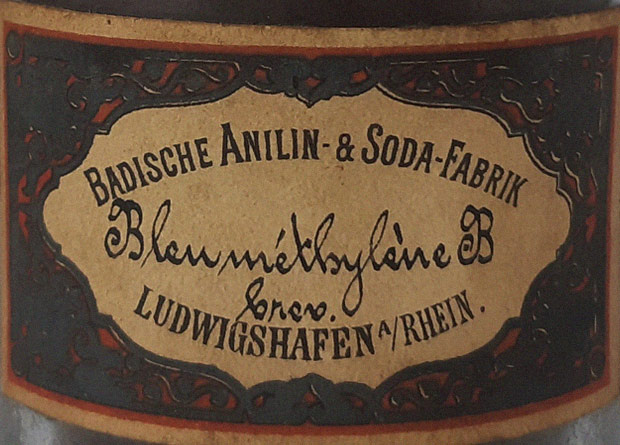 BADISCHE ANILIN- & SODA-FABRIK
Bleu méthylène B
brev.
LUDWIGSHAFEN A/RHEIN.